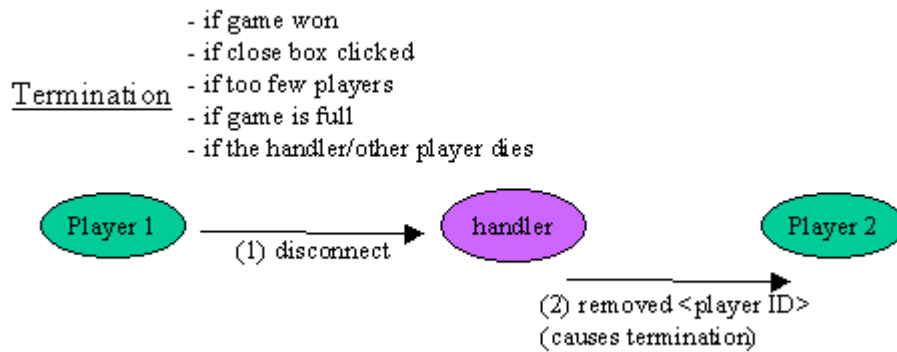 - if game won
- if close box clicked
Termination - if too few players
- if game is full
- if the handler/other player dies
Player 1
handler
Player 2
(1) disconnect
(2) removed <player ID>
(causes termination)